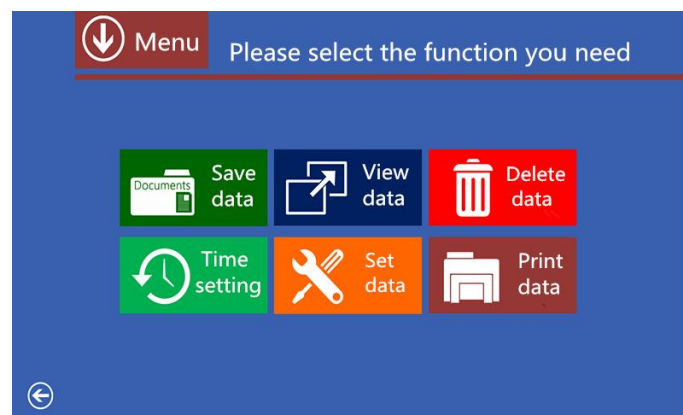 Menu
Please select the function you need
Documents
Save
data
View
data
Delete
data
Time
setting
Set
data
Print
data